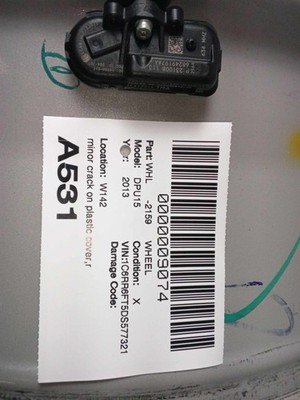 0000009074
Part: WHL -2159 WHEEL
Model: DPU15 Condition: X
Year: 2013 VIN:1C6RR6FT5DS577321
Damage Code:
Location: W142
A531
minor crack on plastic cover,r